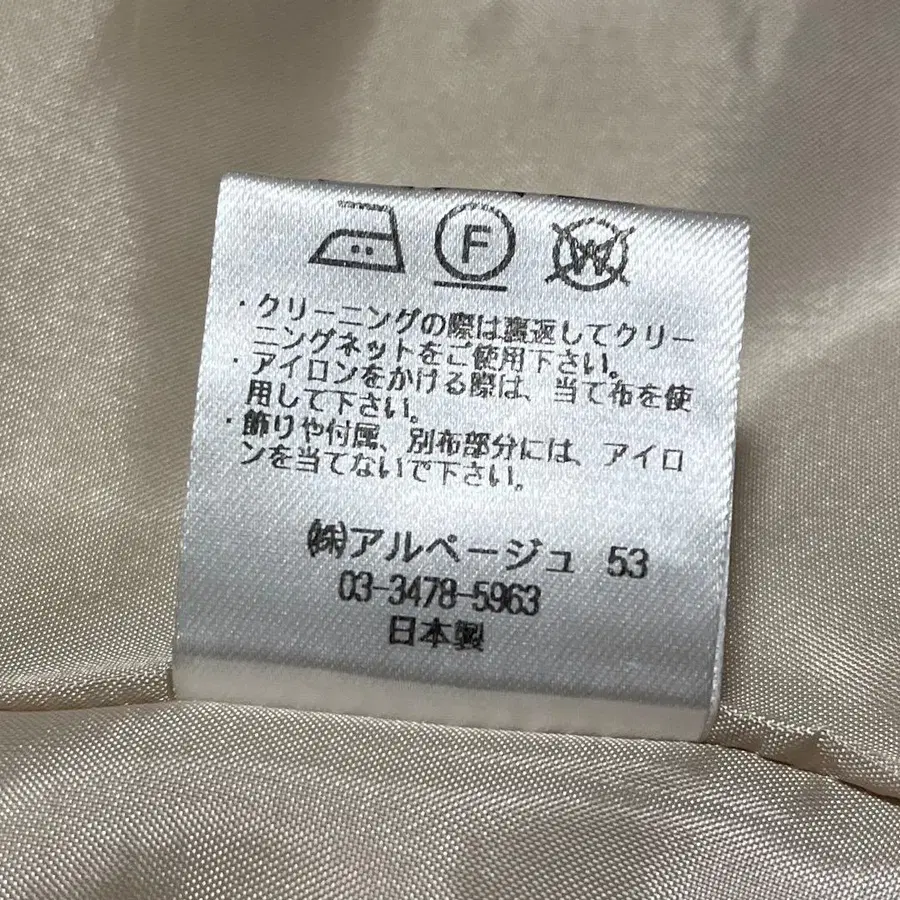 F W
・クリーニングの際は裏返してクリー
ニングネットをご使用下さい。
・アイロンをかける際は、当て布を使
用して下さい。
・飾りや付属、別布部分には、アイロ
ンを当てないで下さい。
㈱アルページュ 53
03-3478-5963
日本製